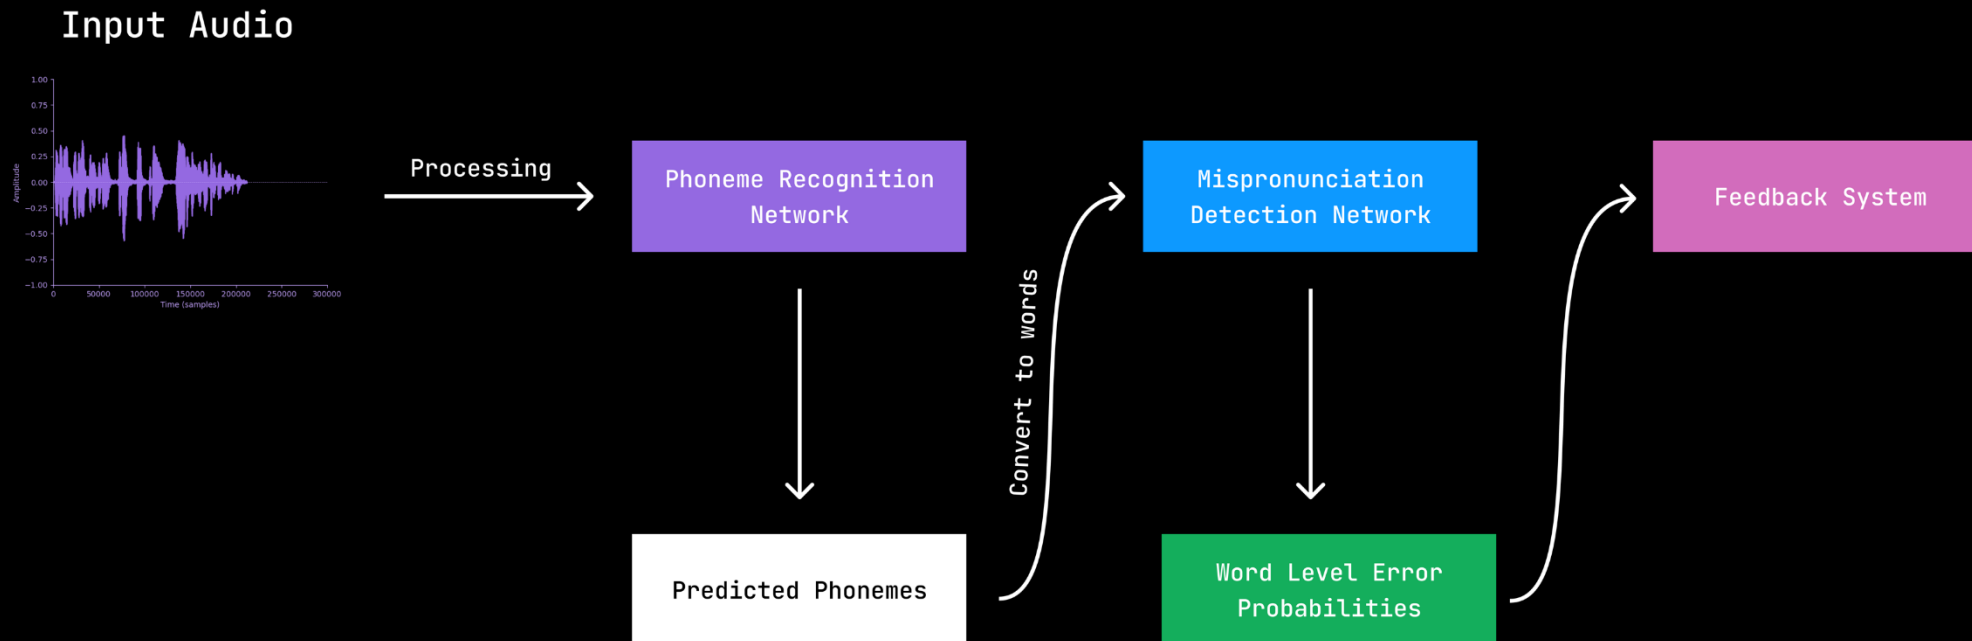 Input Audio
1.00
0.75
0.50
0.25
0.00
−0.25
−0.50
−0.75
−1.00
Amplitude
0 50000 100000 150000 200000 250000 300000
Time (samples)
Processing
Phoneme Recognition
Network
Predicted Phonemes
Convert to words
Mispronunciation
Detection Network
Word Level Error
Probabilities
Feedback System